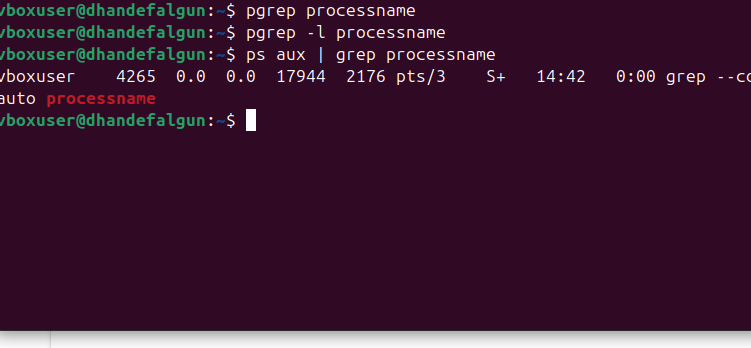 vboxuser@dhandefalgun:~$ pgrep processname
vboxuser@dhandefalgun:~$ pgrep -l processname
vboxuser@dhandefalgun:~$ ps aux | grep processname
vboxuser    4265  0.0  0.0  17944  2176 pts/3    S+   14:42   0:00 grep --co
auto processname
vboxuser@dhandefalgun:~$